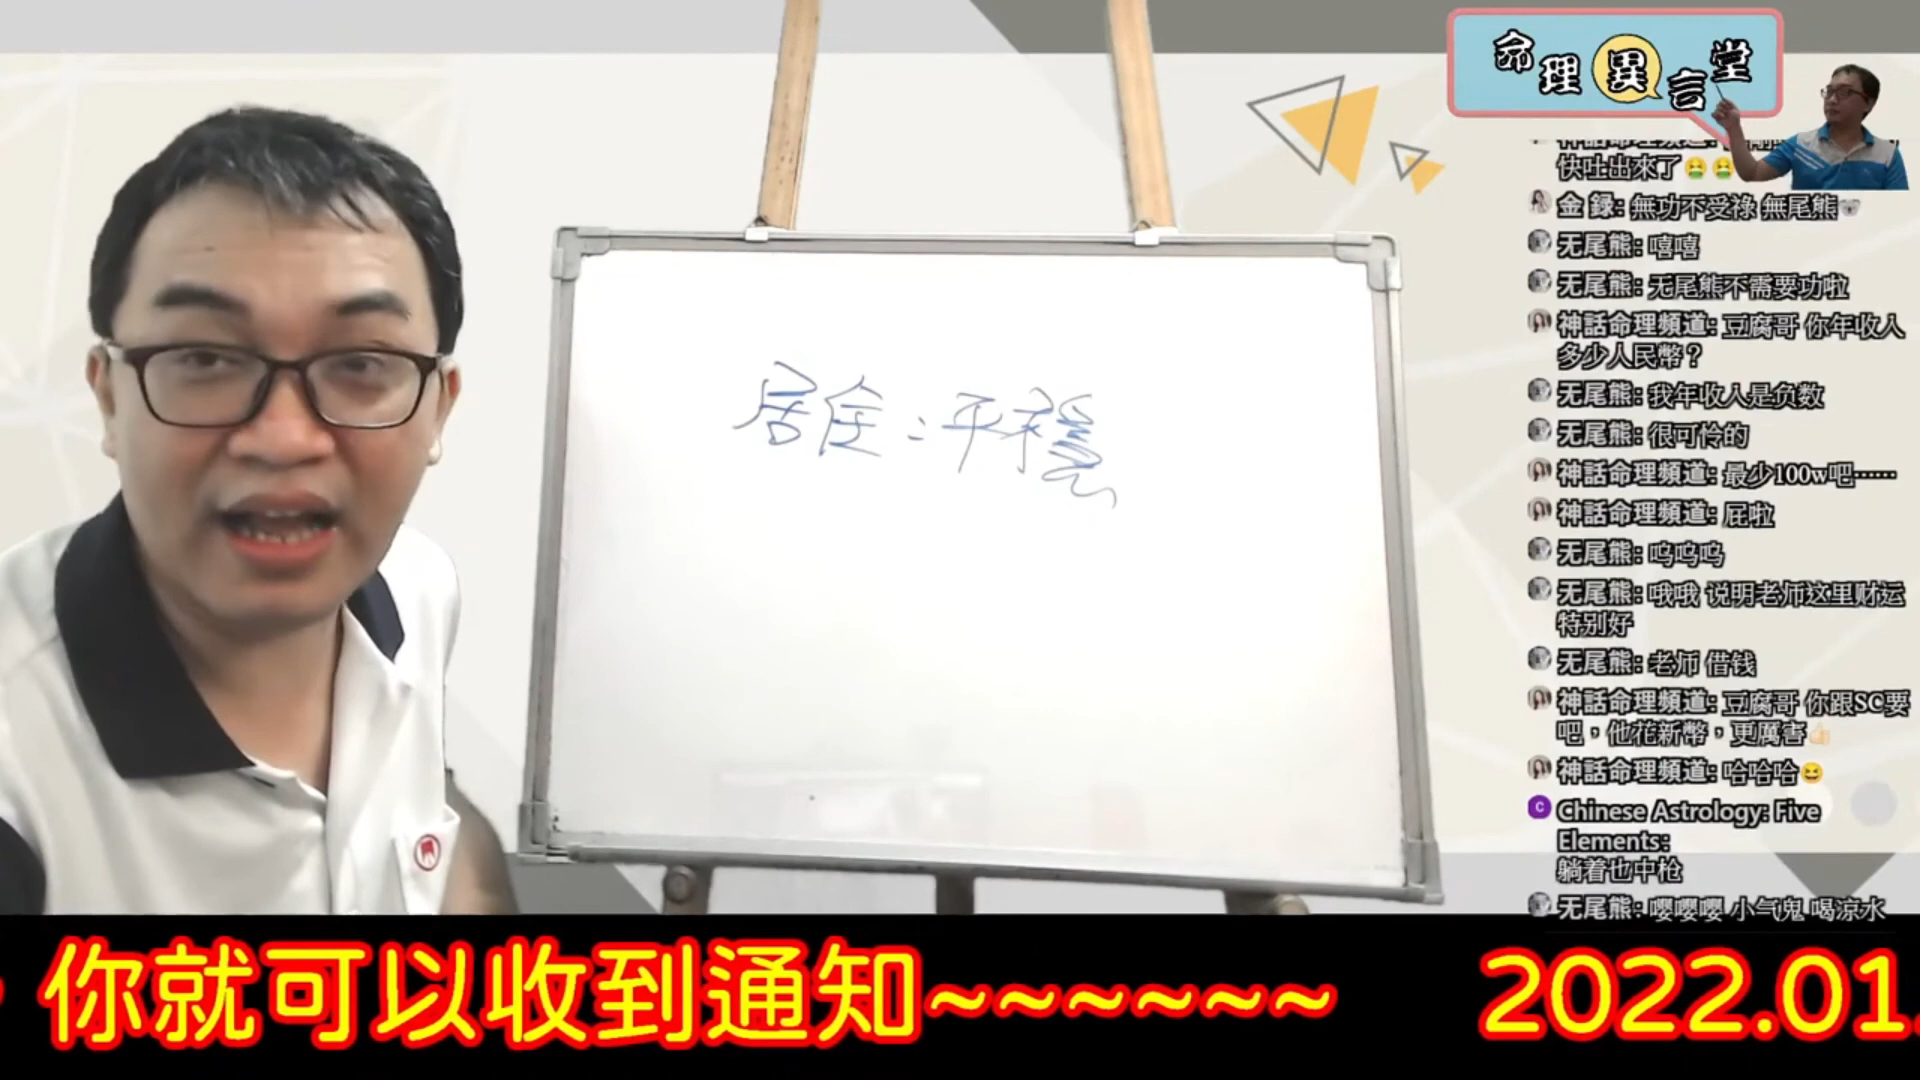 命理異言堂
快吐出來了🤮🤮
金 録: 無功不受祿 無尾熊🐨
无尾熊: 嘻嘻
无尾熊: 无尾熊不需要功啦
神話命理頻道: 豆腐哥 你年收入
多少人民幣？
无尾熊: 我年收入是负数
无尾熊: 很可怜的
神話命理頻道: 最少100w吧⋯⋯
神話命理頻道: 屁啦
无尾熊: 呜呜呜
无尾熊: 哦哦 说明老师这里财运
特别好
无尾熊: 老师 借钱
神話命理頻道: 豆腐哥 你跟SC要
吧，他花新幣，更厲害👍🏻
神話命理頻道: 哈哈哈😆
C Chinese Astrology: Five
Elements:
躺着也中枪
无尾熊: 嘤嘤嘤 小气鬼 喝凉水
居住：平穩
你就可以收到通知~~~~~~ 2022.01.